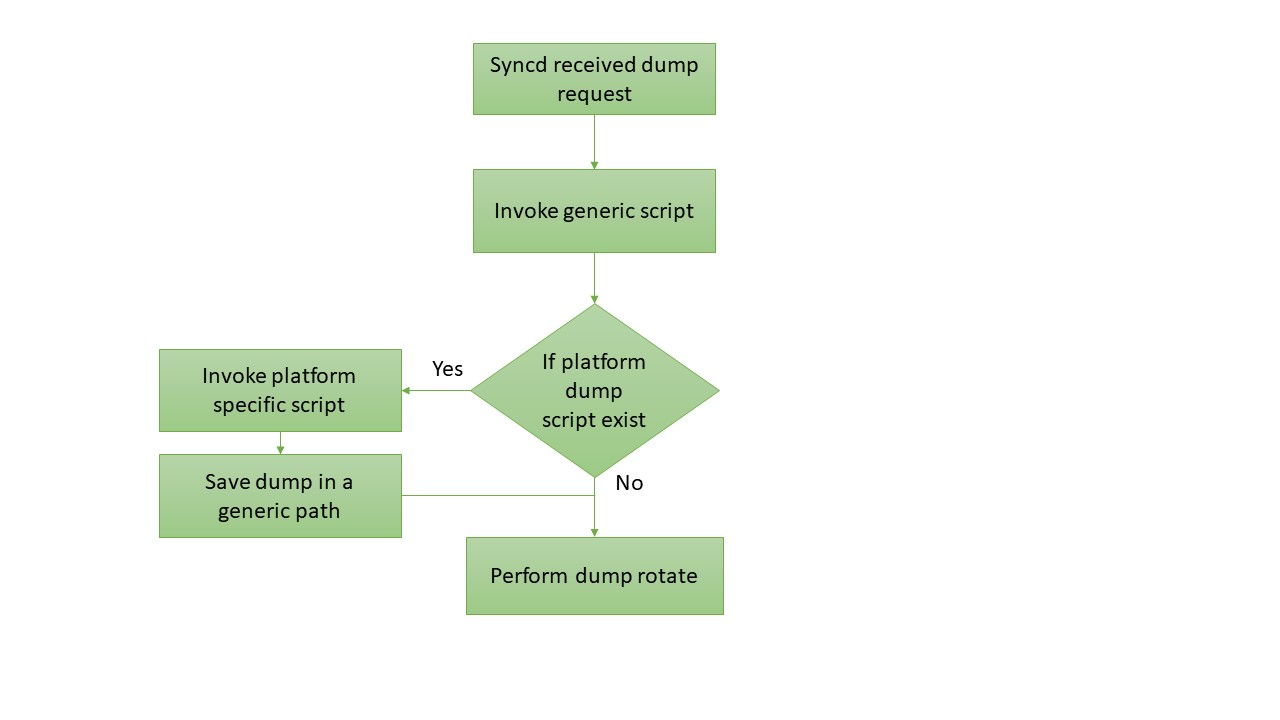 Syncd received dump
request
Invoke generic script
If platform
dump
script exist
Yes
Invoke platform
specific script
Save dump in a
generic path
No
Perform dump rotate